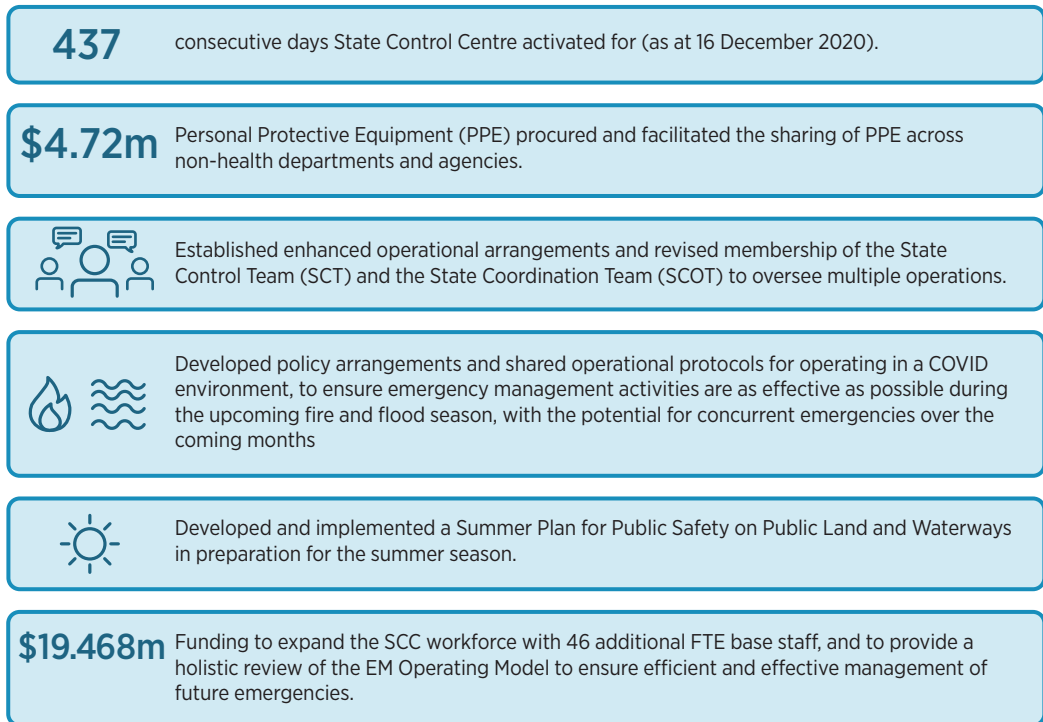 437
consecutive days State Control Centre activated for (as at 16 December 2020).
$4.72m
Personal Protective Equipment (PPE) procured and facilitated the sharing of PPE across
non-health departments and agencies.
Established enhanced operational arrangements and revised membership of the State
Control Team (SCT) and the State Coordination Team (SCOT) to oversee multiple operations.
Developed policy arrangements and shared operational protocols for operating in a COVID
environment, to ensure emergency management activities are as effective as possible during
the upcoming fire and flood season, with the potential for concurrent emergencies over the
coming months
Developed and implemented a Summer Plan for Public Safety on Public Land and Waterways
in preparation for the summer season.
$19.468m
Funding to expand the SCC workforce with 46 additional FTE base staff, and to provide a
holistic review of the EM Operating Model to ensure efficient and effective management of
future emergencies.